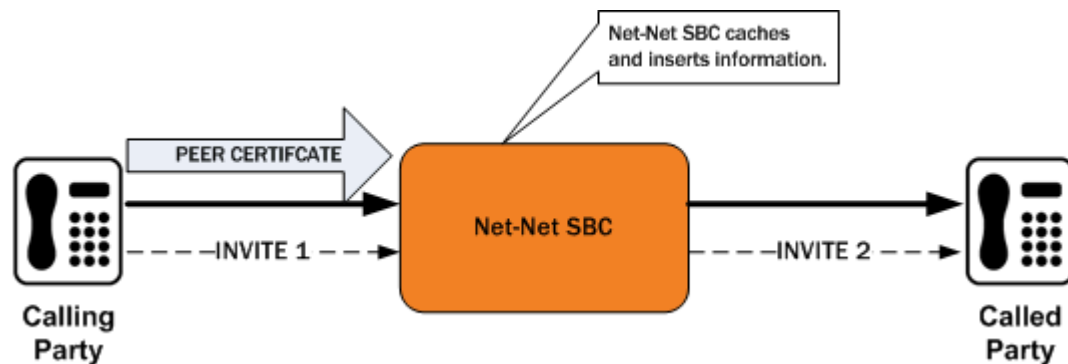 Net-Net SBC caches
and inserts information.
PEER CERTIFCATE
Net-Net SBC
INVITE 1
INVITE 2
Calling
Party
Called
Party